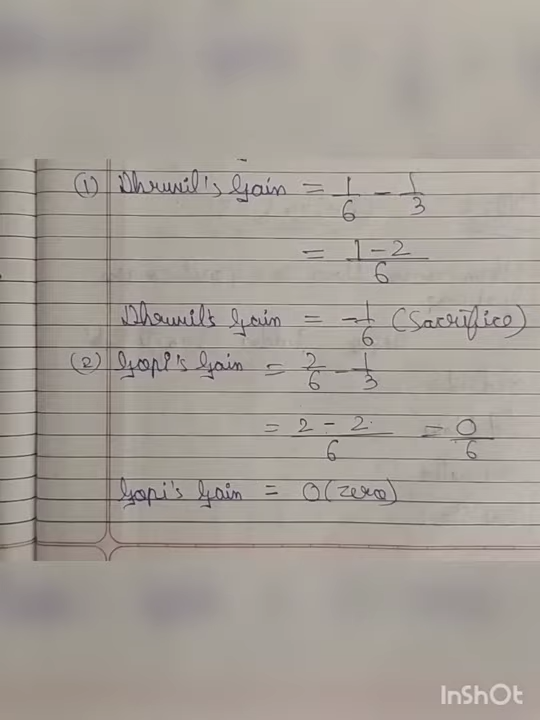 (1) Dhruvil's Gain = 1/6 - 1/3
= 1-2/6
Dhruvil's Gain = -1/6 (Sacrifice)
(2) Gopi's Gain = 2/6 - 1/3
= 2-2/6 = 0/6
Gopi's Gain = 0 (zero)
InShOt